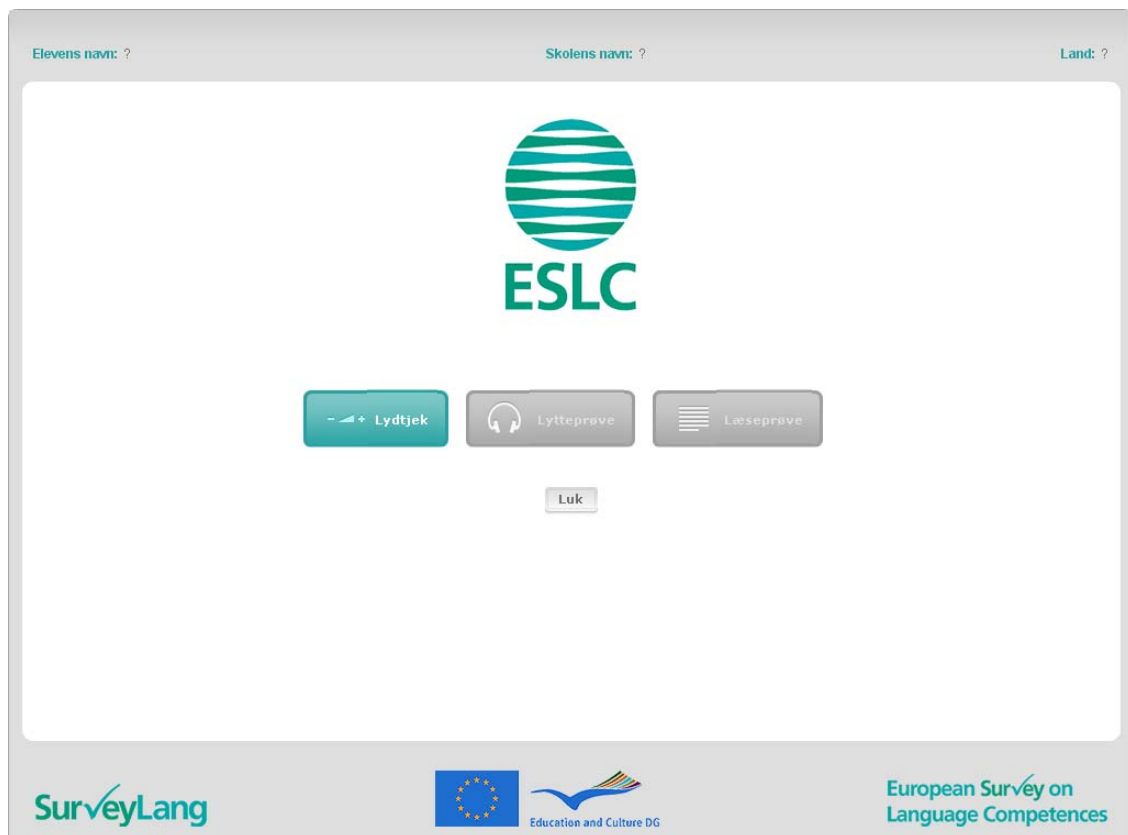 Elevens navn: ? Skolens navn: ? Land: ?
ESLC
- + Lydtjek Lytteprøve Læseprøve
Luk
SurveyLang
Education and Culture DG
European Survey on
Language Competences